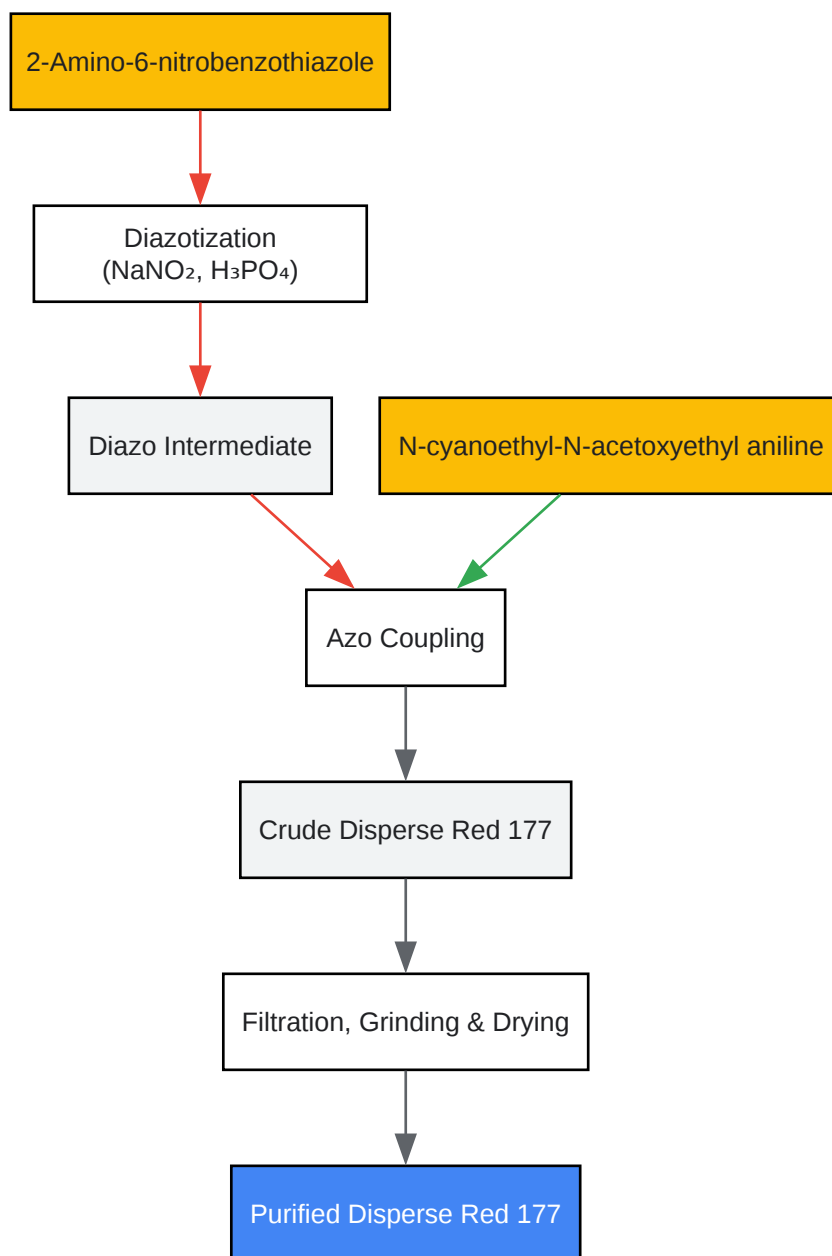 2-Amino-6-nitrobenzothiazole
Diazotization
(NaNO₂, H₃PO₄)
Diazo Intermediate
N-cyanoethyl-N-acetoxyethyl aniline
Azo Coupling
Crude Disperse Red 177
Filtration, Grinding & Drying
Purified Disperse Red 177